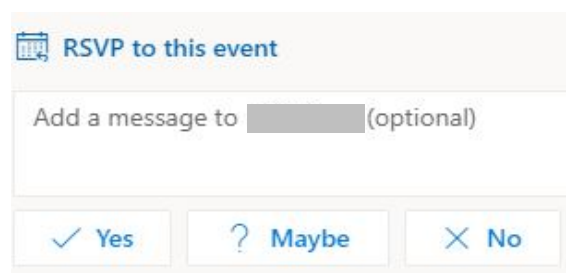 RSVP to this event
Add a message to (optional)
Yes ? Maybe No